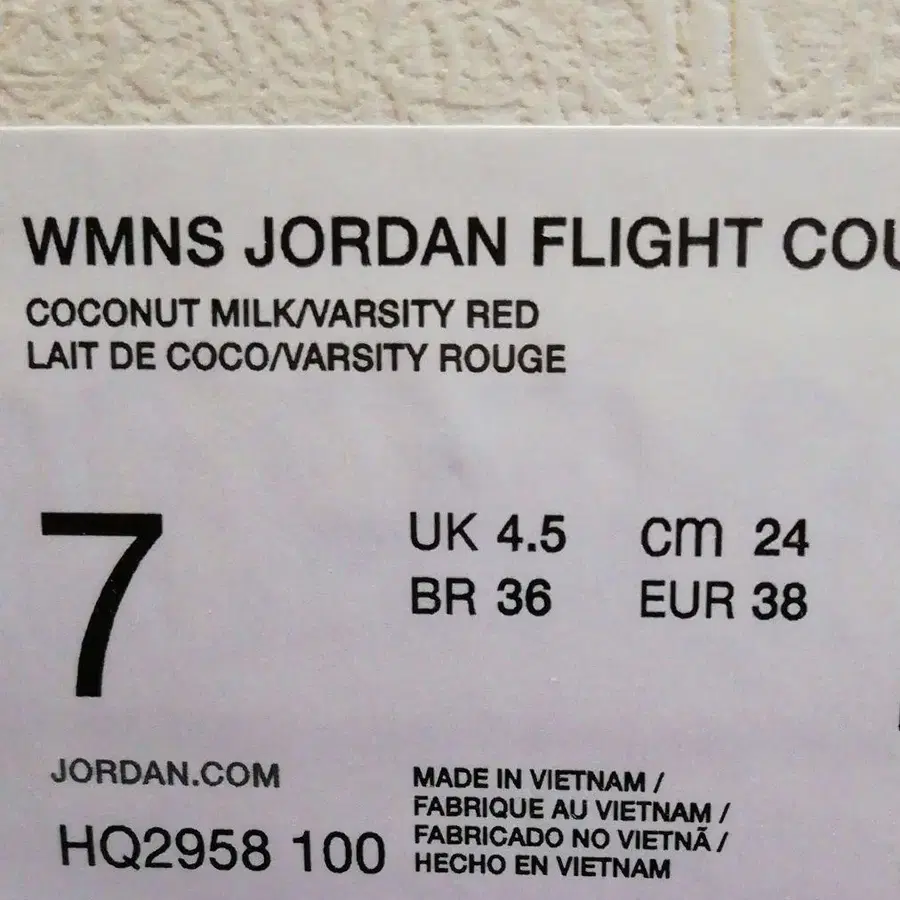 WMNS JORDAN FLIGHT COU
COCONUT MILK/VARSITY RED
LAIT DE COCO/VARSITY ROUGE
7
UK 4.5 cm 24
BR 36 EUR 38
JORDAN.COM
HQ2958 100
MADE IN VIETNAM /
FABRIQUE AU VIETNAM /
FABRICADO NO VIETNÃ /
HECHO EN VIETNAM